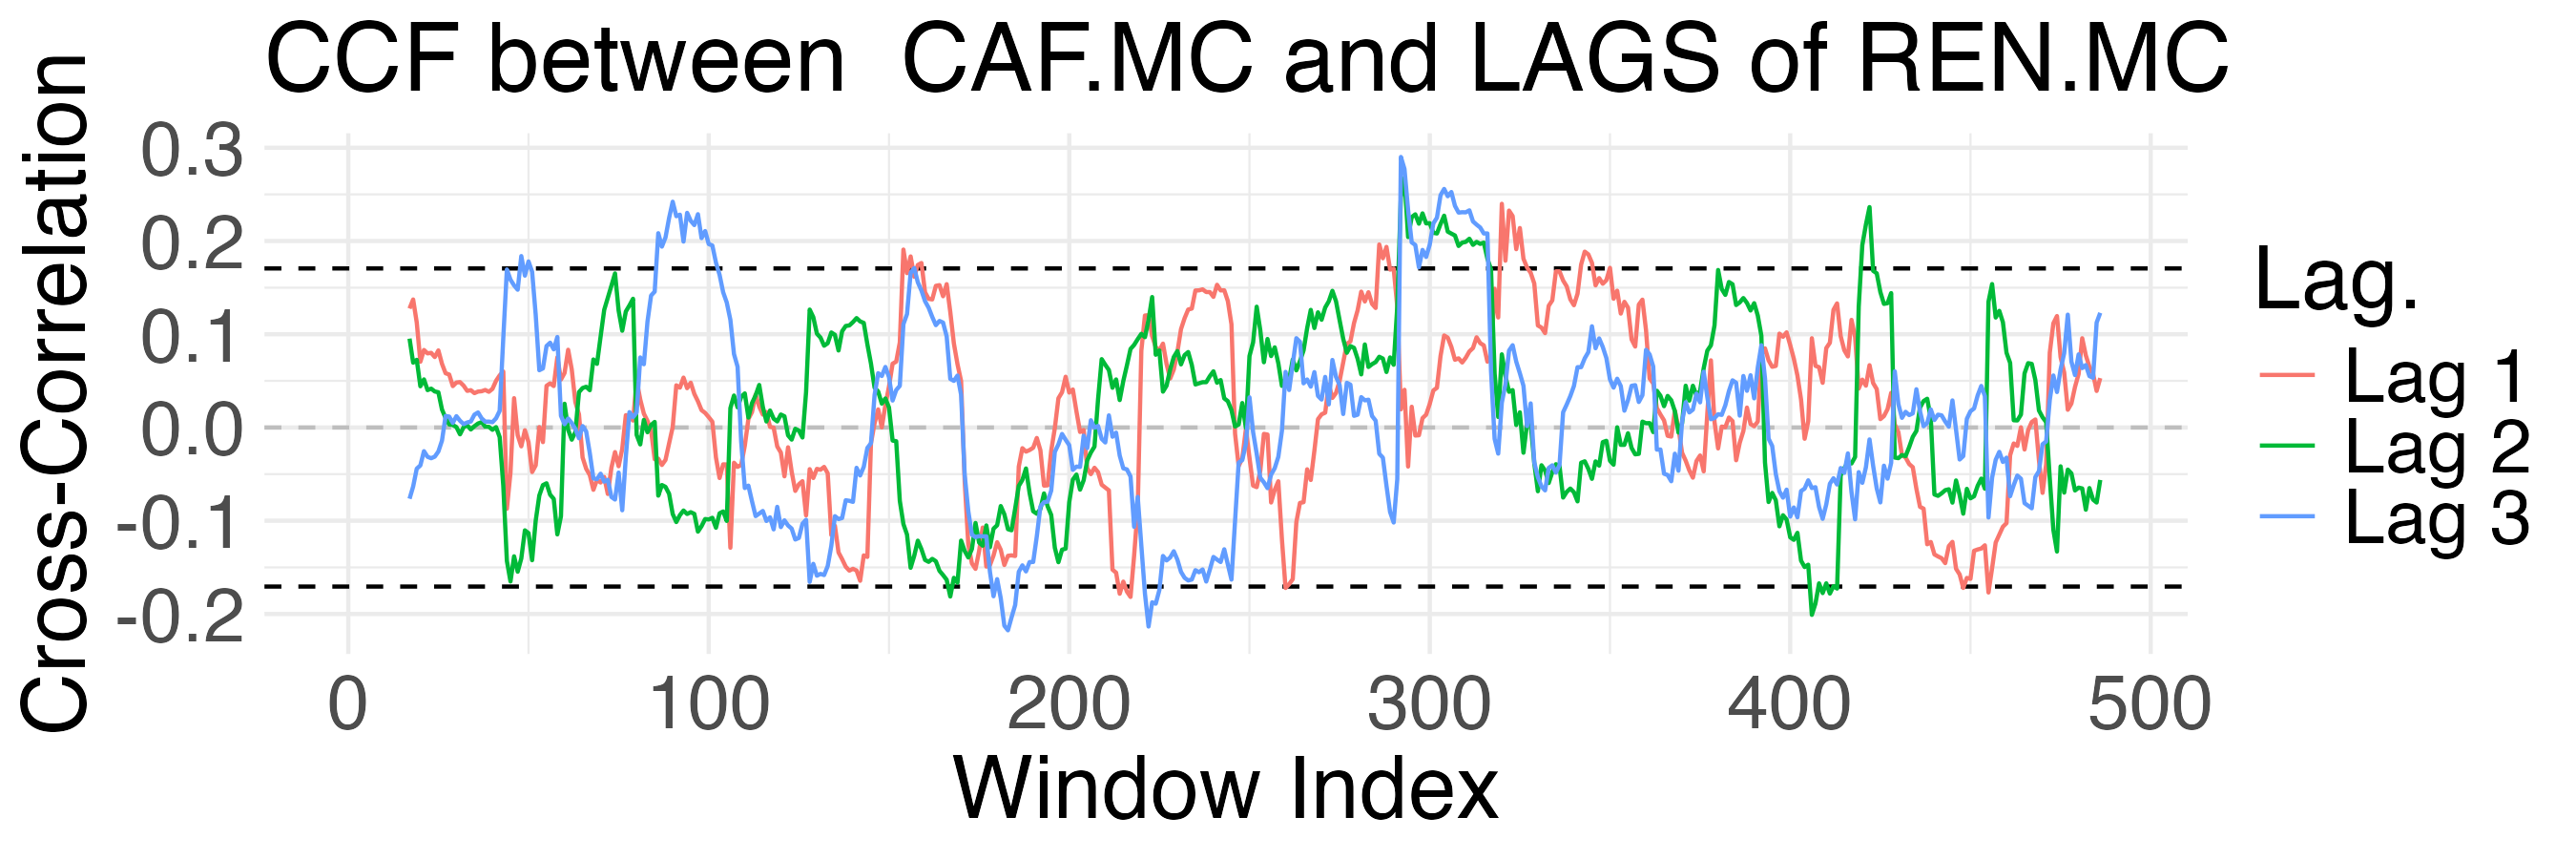 CCF between  CAF.MC and LAGS of REN.MC
Cross-Correlation
0.3
0.2
0.1
0.0
-0.1
-0.2
0
100
200
300
400
500
Window Index
Lag.
Lag 1
Lag 2
Lag 3